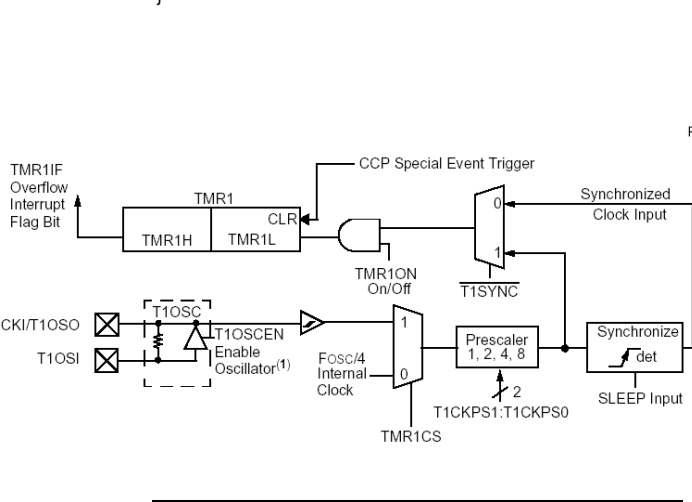 CCP Special Event Trigger
TMR1IF
Overflow
Interrupt
Flag Bit
TMR1
CLR
TMR1H
TMR1L
TMR1ON
On/Off
0
1
T1SYNC
Synchronized
Clock Input
CKI/T1OSO
T1OSI
T1OSC
T1OSCEN
Enable
Oscillator(1)
1
0
FOSC/4
Internal
Clock
TMR1CS
Prescaler
1, 2, 4, 8
2
T1CKPS1:T1CKPS0
Synchronize
det
SLEEP Input